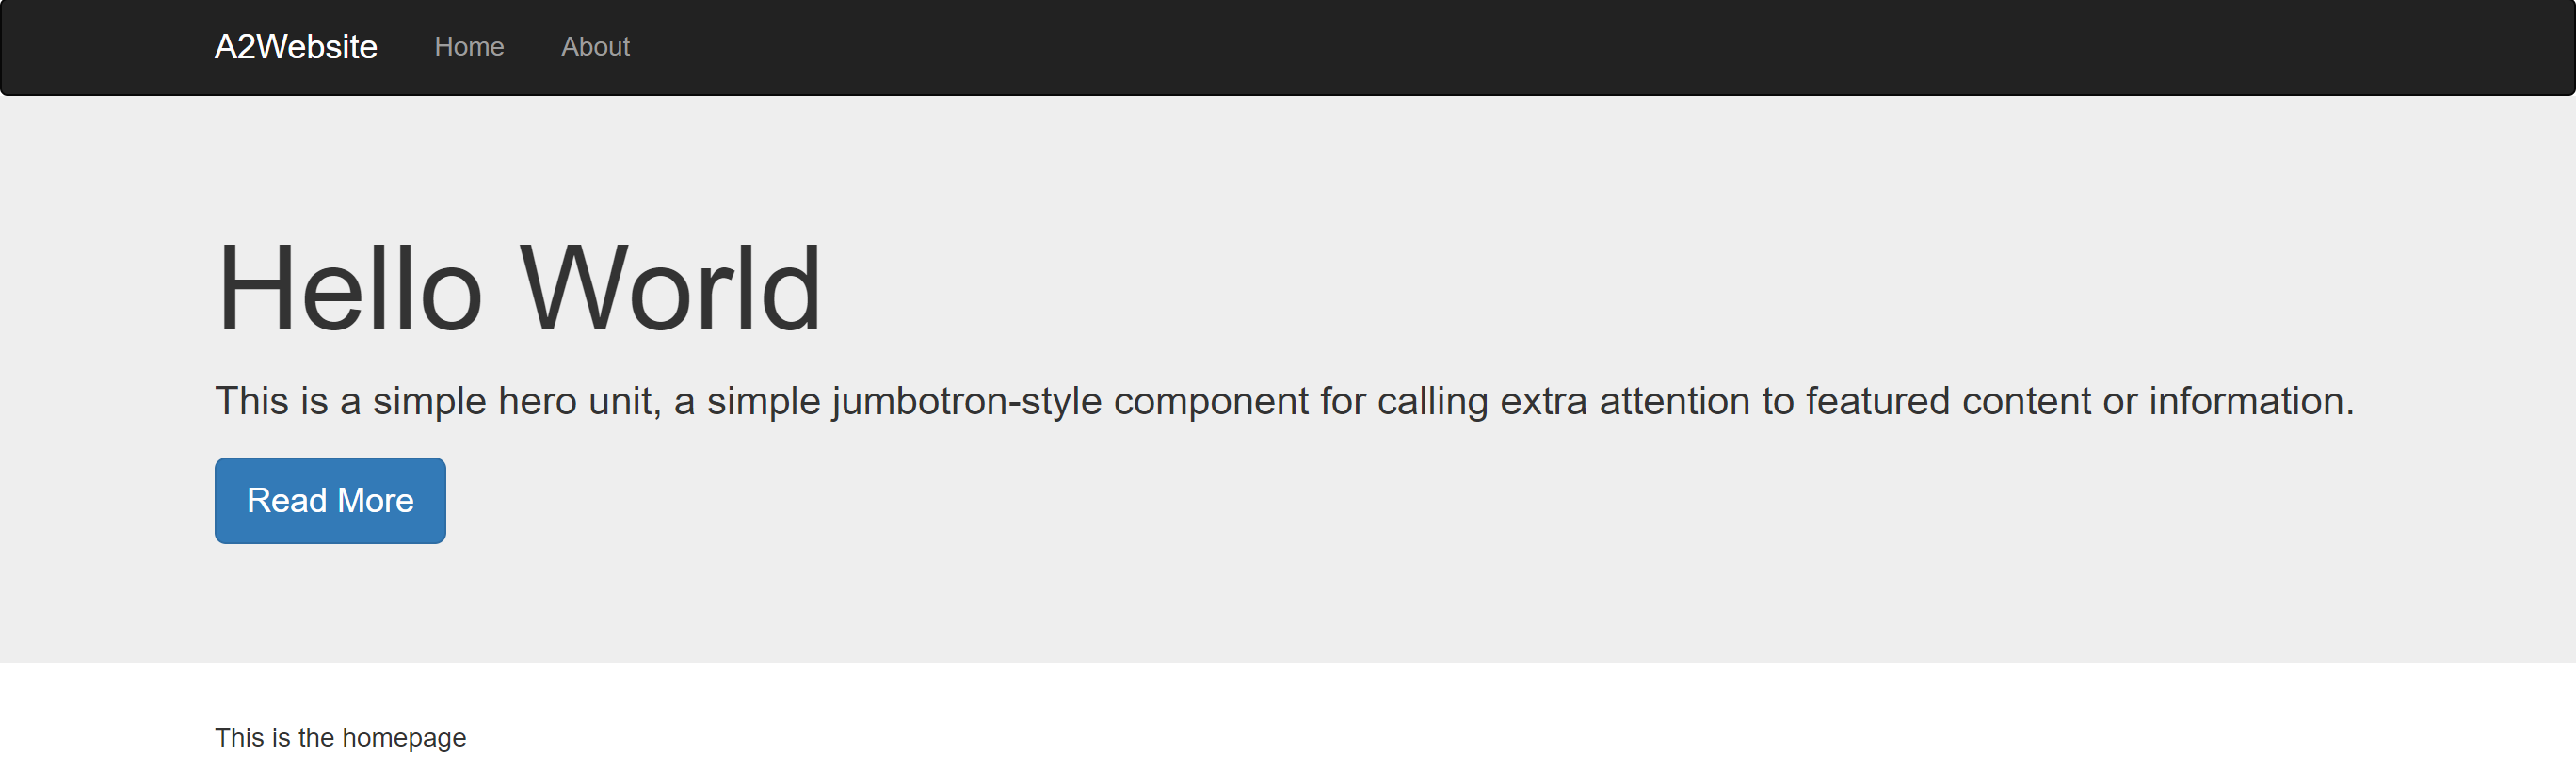 A2Website Home About
Hello World
This is a simple hero unit, a simple jumbotron-style component for calling extra attention to featured content or information.
Read More
This is the homepage